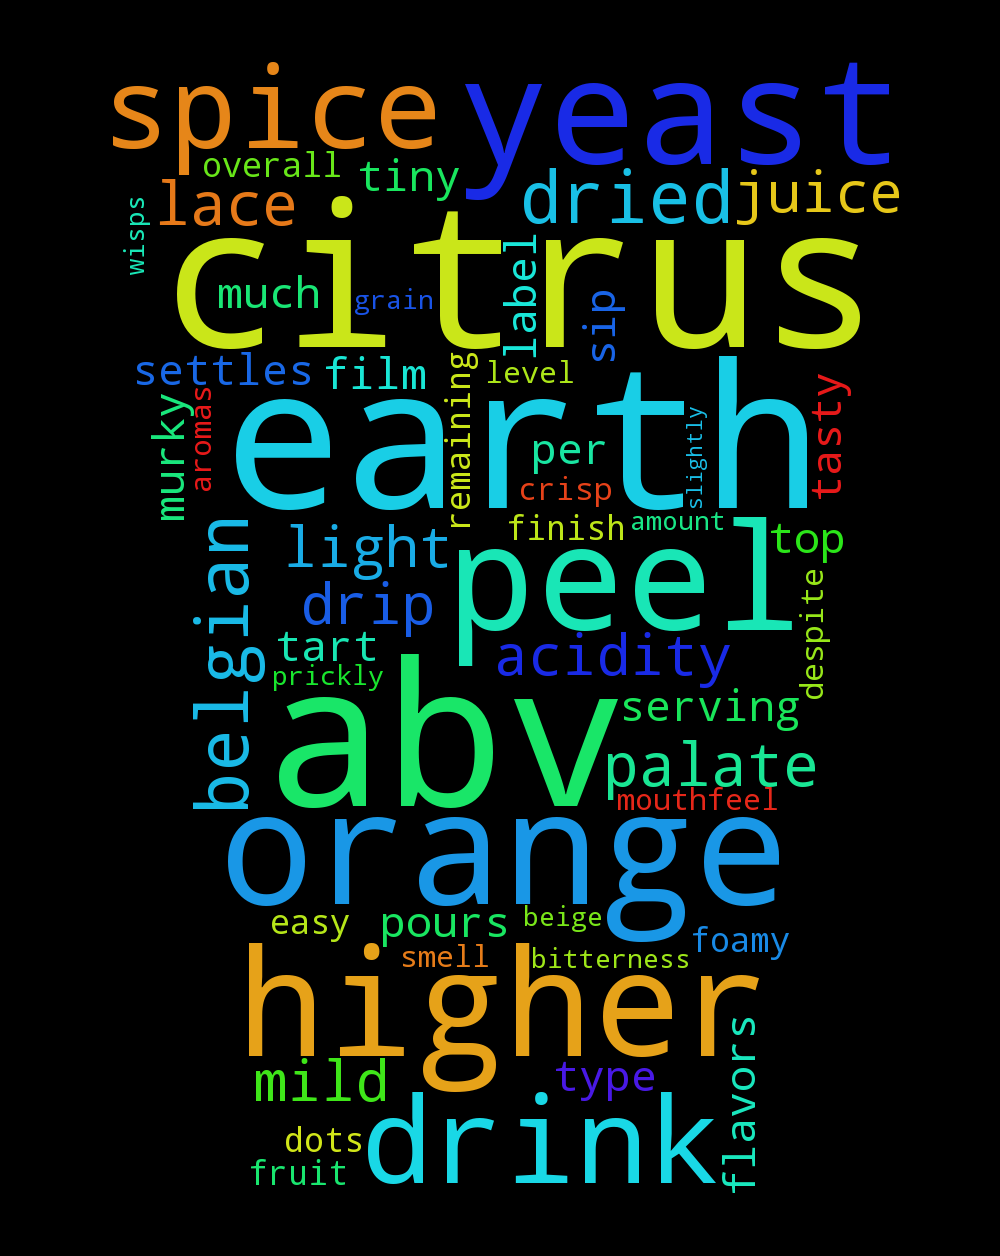 spice
yeast
overall
tiny
lace
dried
juice
wisps
citrus
much
grain
label
sip
settles
film
level
remaining
earth
murky
aromas
tasty
per
slightly
crisp
finish
amount
belgian
light
peel
top
drip
despite
tart
acidity
prickly
abv
serving
palate
mouthfeel
orange
easy
pours
beige
foamy
smell
bitterness
higher
flavors
mild
type
drink
dots
fruit